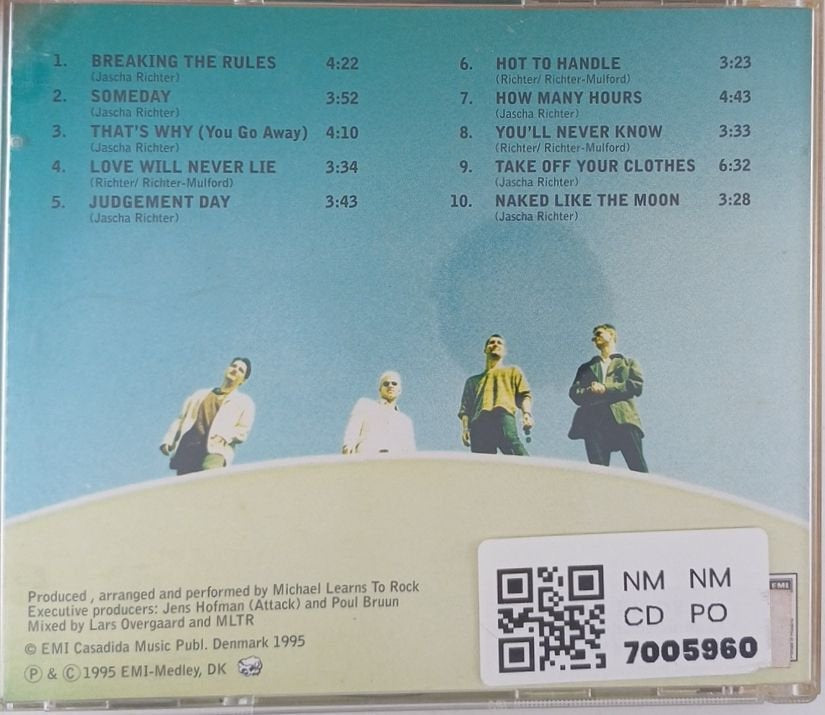 1. BREAKING THE RULES 4:22
(Jascha Richter)
2. SOMEDAY 3:52
(Jascha Richter)
3. THAT'S WHY (You Go Away) 4:10
(Jascha Richter)
4. LOVE WILL NEVER LIE 3:34
(Richter/ Richter-Mulford)
5. JUDGEMENT DAY 3:43
(Jascha Richter)
6. HOT TO HANDLE 3:23
(Richter/ Richter-Mulford)
7. HOW MANY HOURS 4:43
(Jascha Richter)
8. YOU'LL NEVER KNOW 3:33
(Richter/ Richter-Mulford)
9. TAKE OFF YOUR CLOTHES 6:32
(Jascha Richter)
10. NAKED LIKE THE MOON 3:28
(Jascha Richter)
Produced , arranged and performed by Michael Learns To Rock
Executive producers: Jens Hofman (Attack) and Poul Bruun
Mixed by Lars Overgaard and MLTR
© EMI Casadida Music Publ. Denmark 1995
Ⓟ & Ⓒ 1995 EMI-Medley, DK
NM NM
CD PO
7005960
EMI